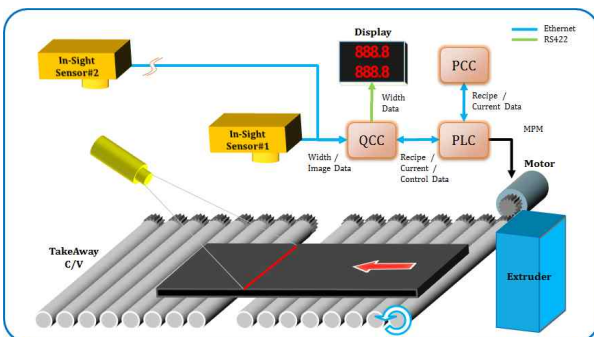 Display
Ethernet
RS422
In-Sight
Sensor#2
888.8
888.8
PCC
Width
Data
Recipe /
Current Data
In-Sight
Sensor#1
QCC
PLC
MPM
Motor
Width /
Image Data
Recipe /
Current /
Control Data
TakeAway
C/V
Extruder